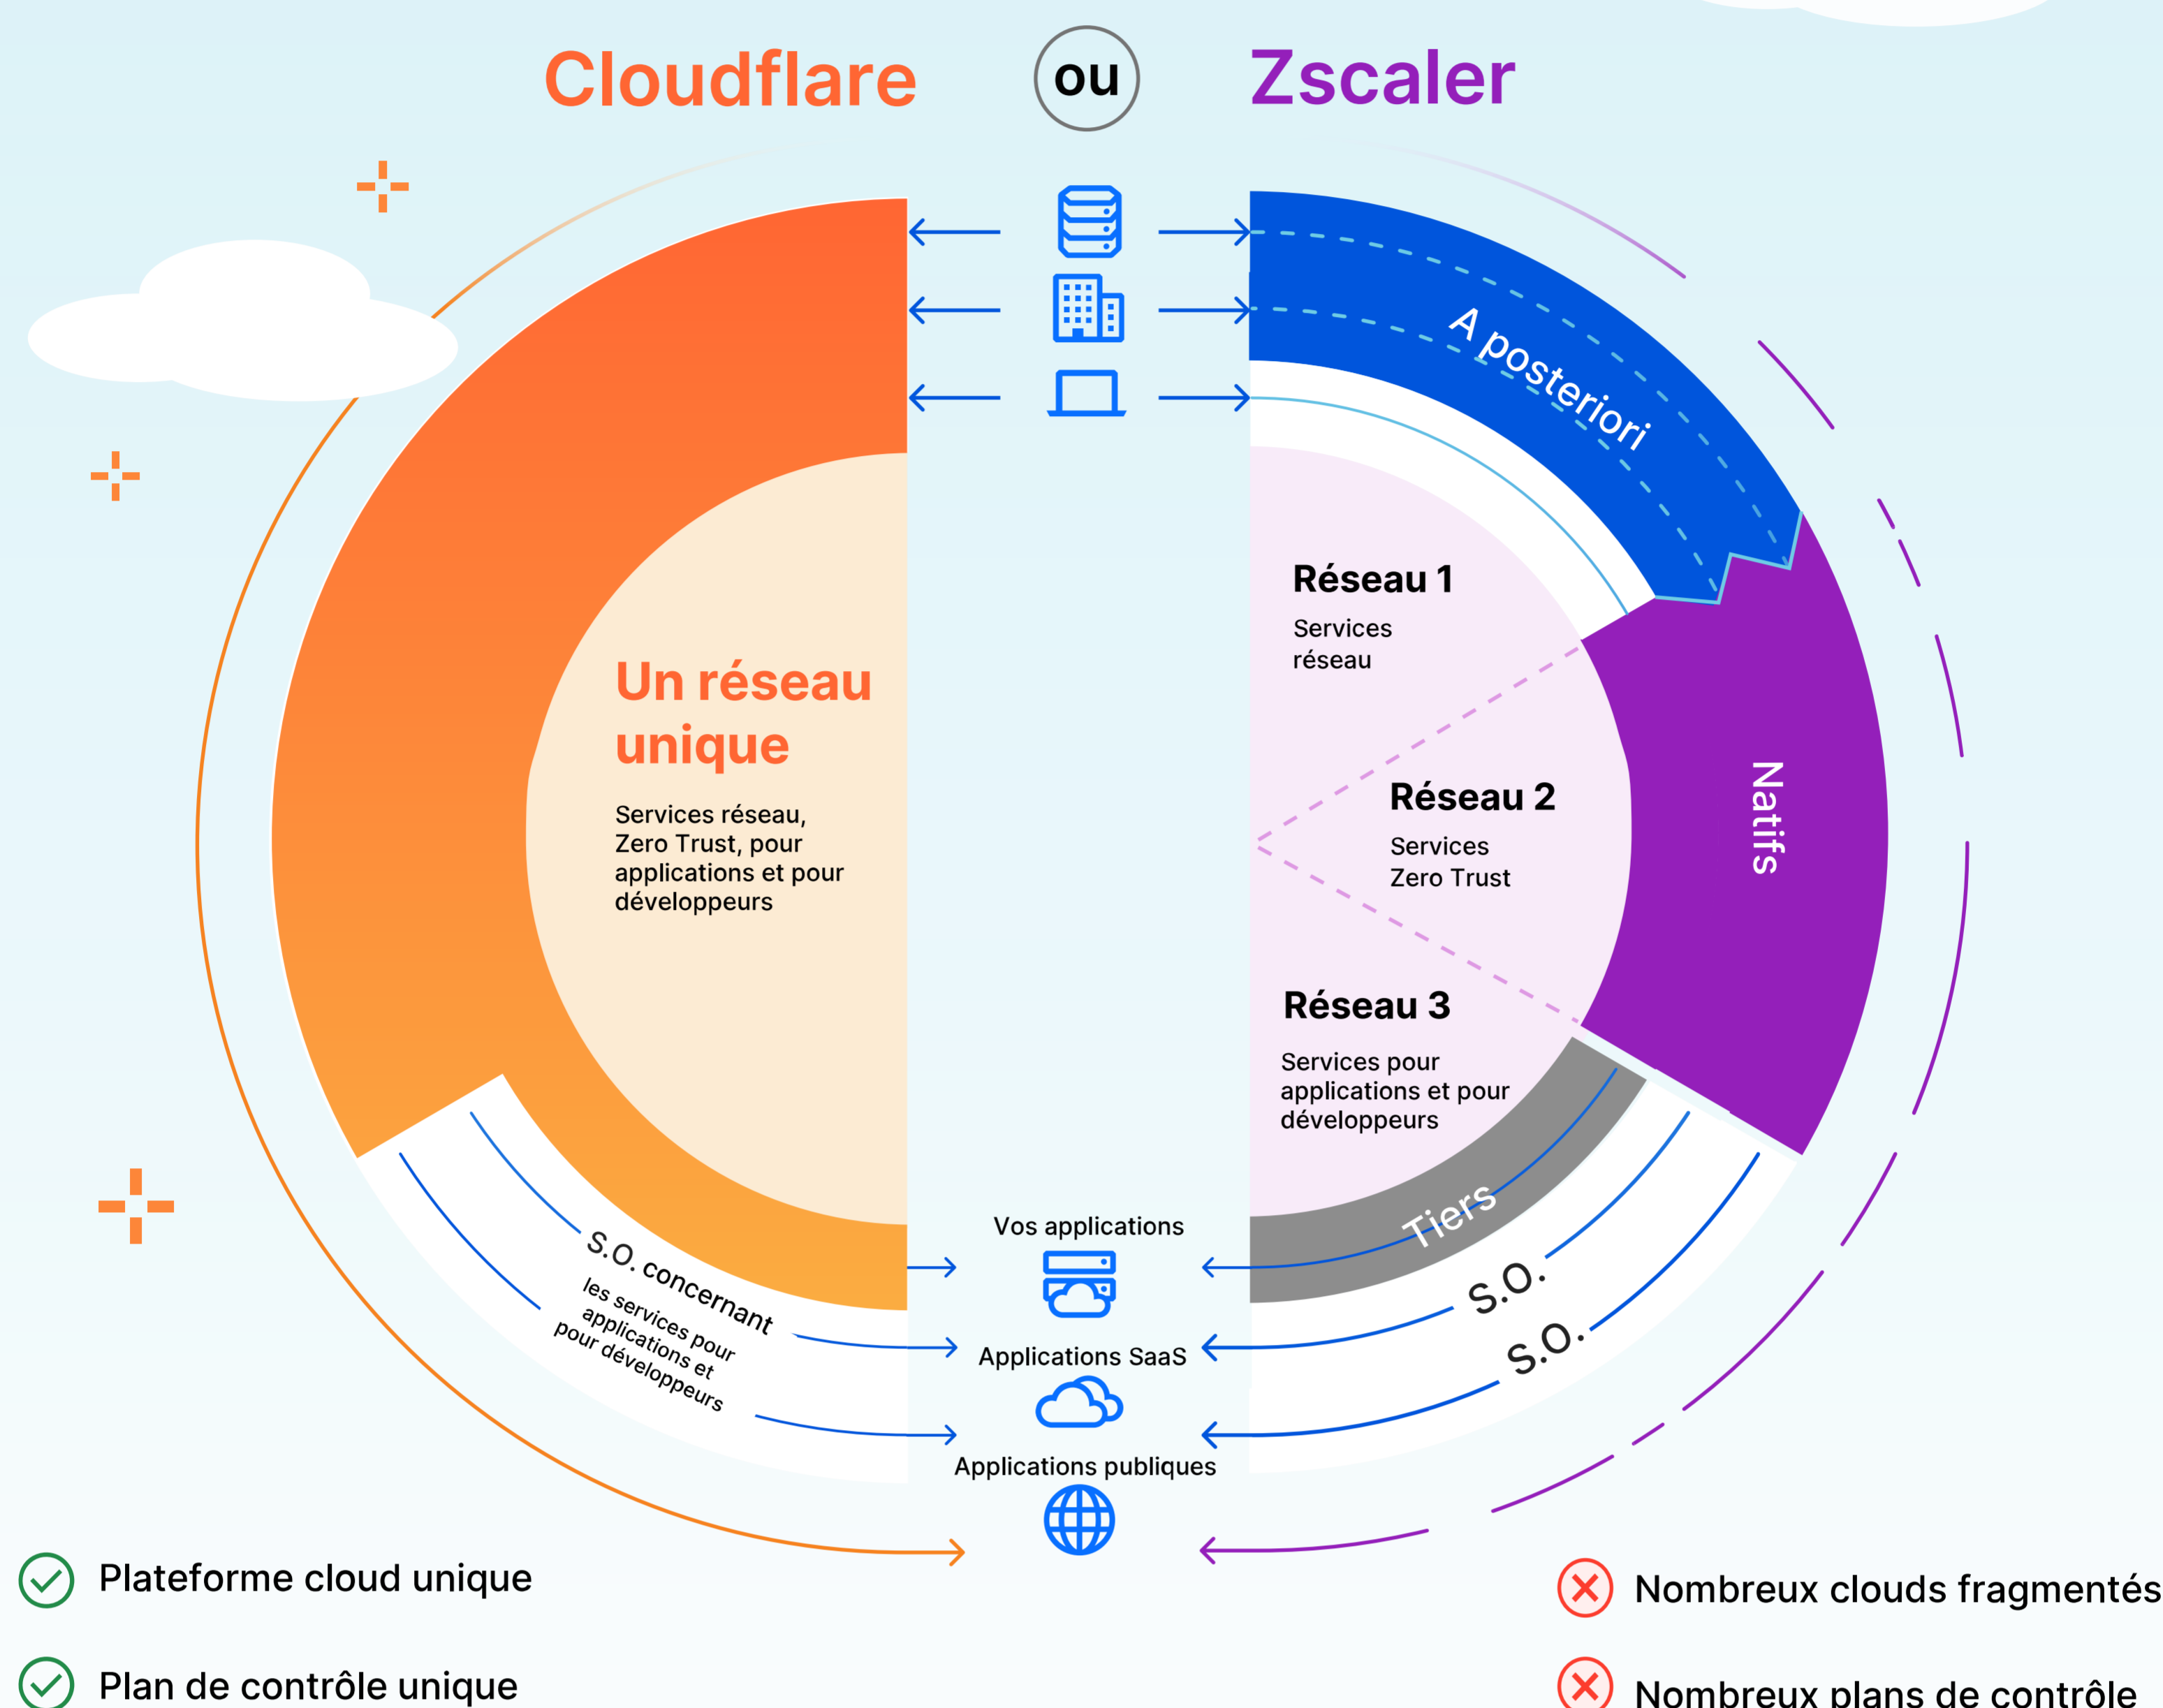 Cloudflare
ou
Zscaler
A posteriori
Un réseau
unique
Services réseau,
Zero Trust, pour
applications et pour
développeurs
Réseau 1
Services
réseau
Réseau 2
Services
Zero Trust
Natifs
Réseau 3
Services pour
applications et pour
développeurs
Tiers
S.O.
S.O.
S.O. concernant
les services pour
applications et
pour développeurs
Vos applications
Applications SaaS
Applications publiques
Plateforme cloud unique
Plan de contrôle unique
Nombreux clouds fragmentés
Nombreux plans de contrôle